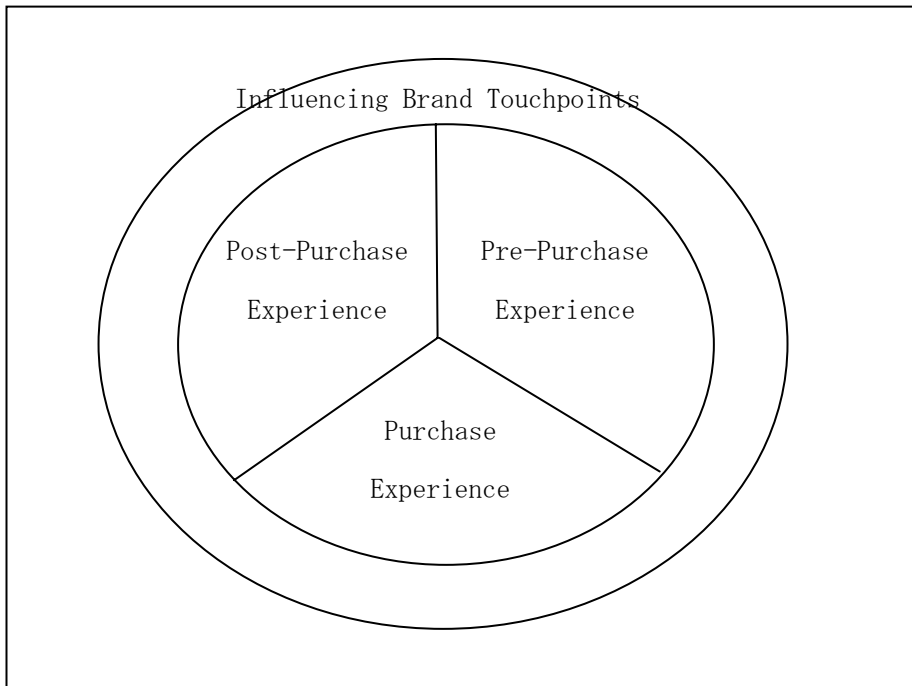 Influencing Brand Touchpoints
Post-Purchase
Experience
Pre-Purchase
Experience
Purchase
Experience